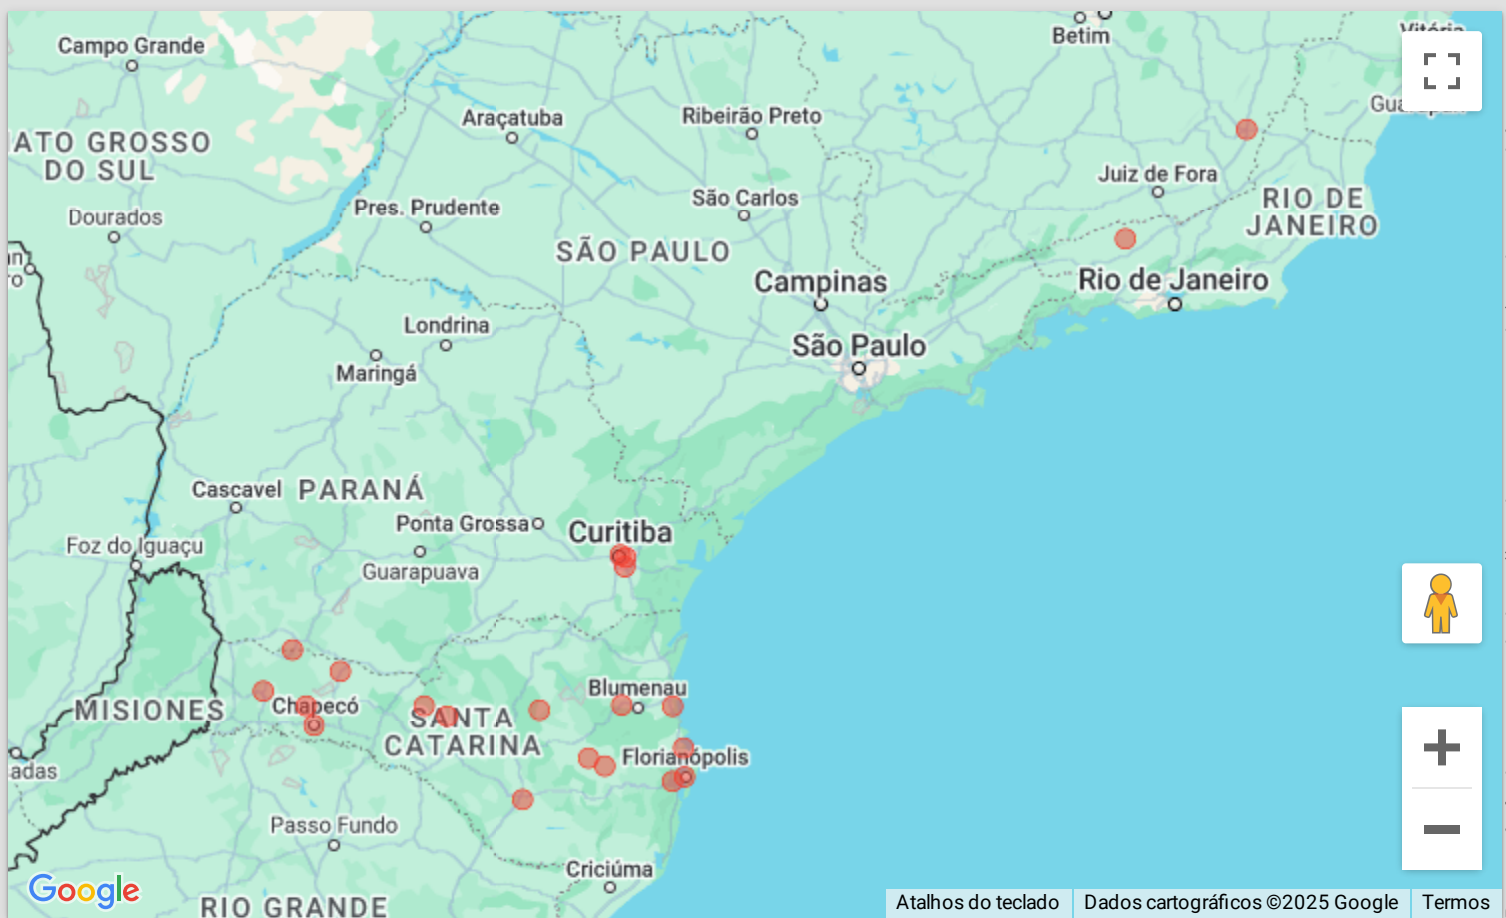 Campo Grande
Betim
Vitória
Araçatuba
Ribeirão Preto
ATO GROSSO
DO SUL
Juiz de Fora
São Carlos
Pres. Prudente
RIO DE
JANEIRO
Dourados
SÃO PAULO
Campinas
Rio de Janeiro
Londrina
São Paulo
Maringá
Cascavel
PARANÁ
Ponta Grossa
Curitiba
Foz do Iguaçu
Guarapuava
Blumenau
Chapecó
MISIONES
SANTA
CATARINA
Florianópolis
adas
Passo Fundo
Criciúma
Google
RIO GRANDE
Atalhos do teclado
Dados cartográficos ©2025 Google
Termos